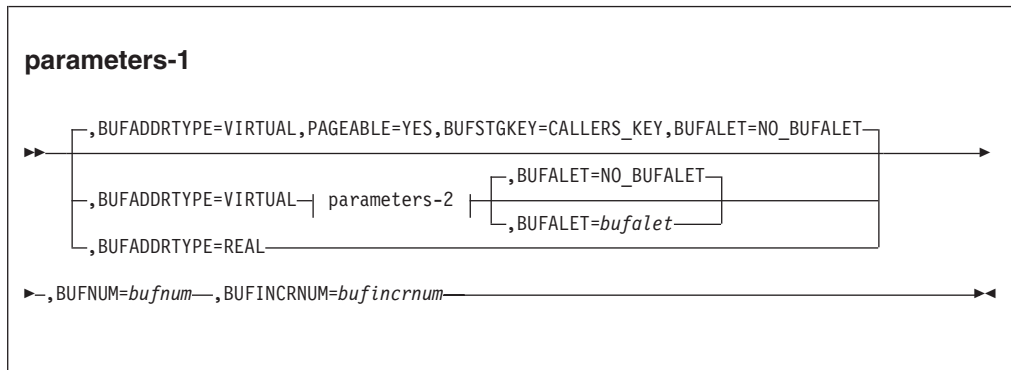 parameters-1
,BUFADDRTYPE=VIRTUAL,PAGEABLE=YES,BUFSTGKEY=CALLERS_KEY,BUFALET=NO_BUFALET
,BUFALET=NO_BUFALET
,BUFADDRTYPE=VIRTUAL parameters-2
,BUFALET=bufalet
,BUFADDRTYPE=REAL
,BUFNUM=bufnum ,BUFINCRNUM=bufincrnum